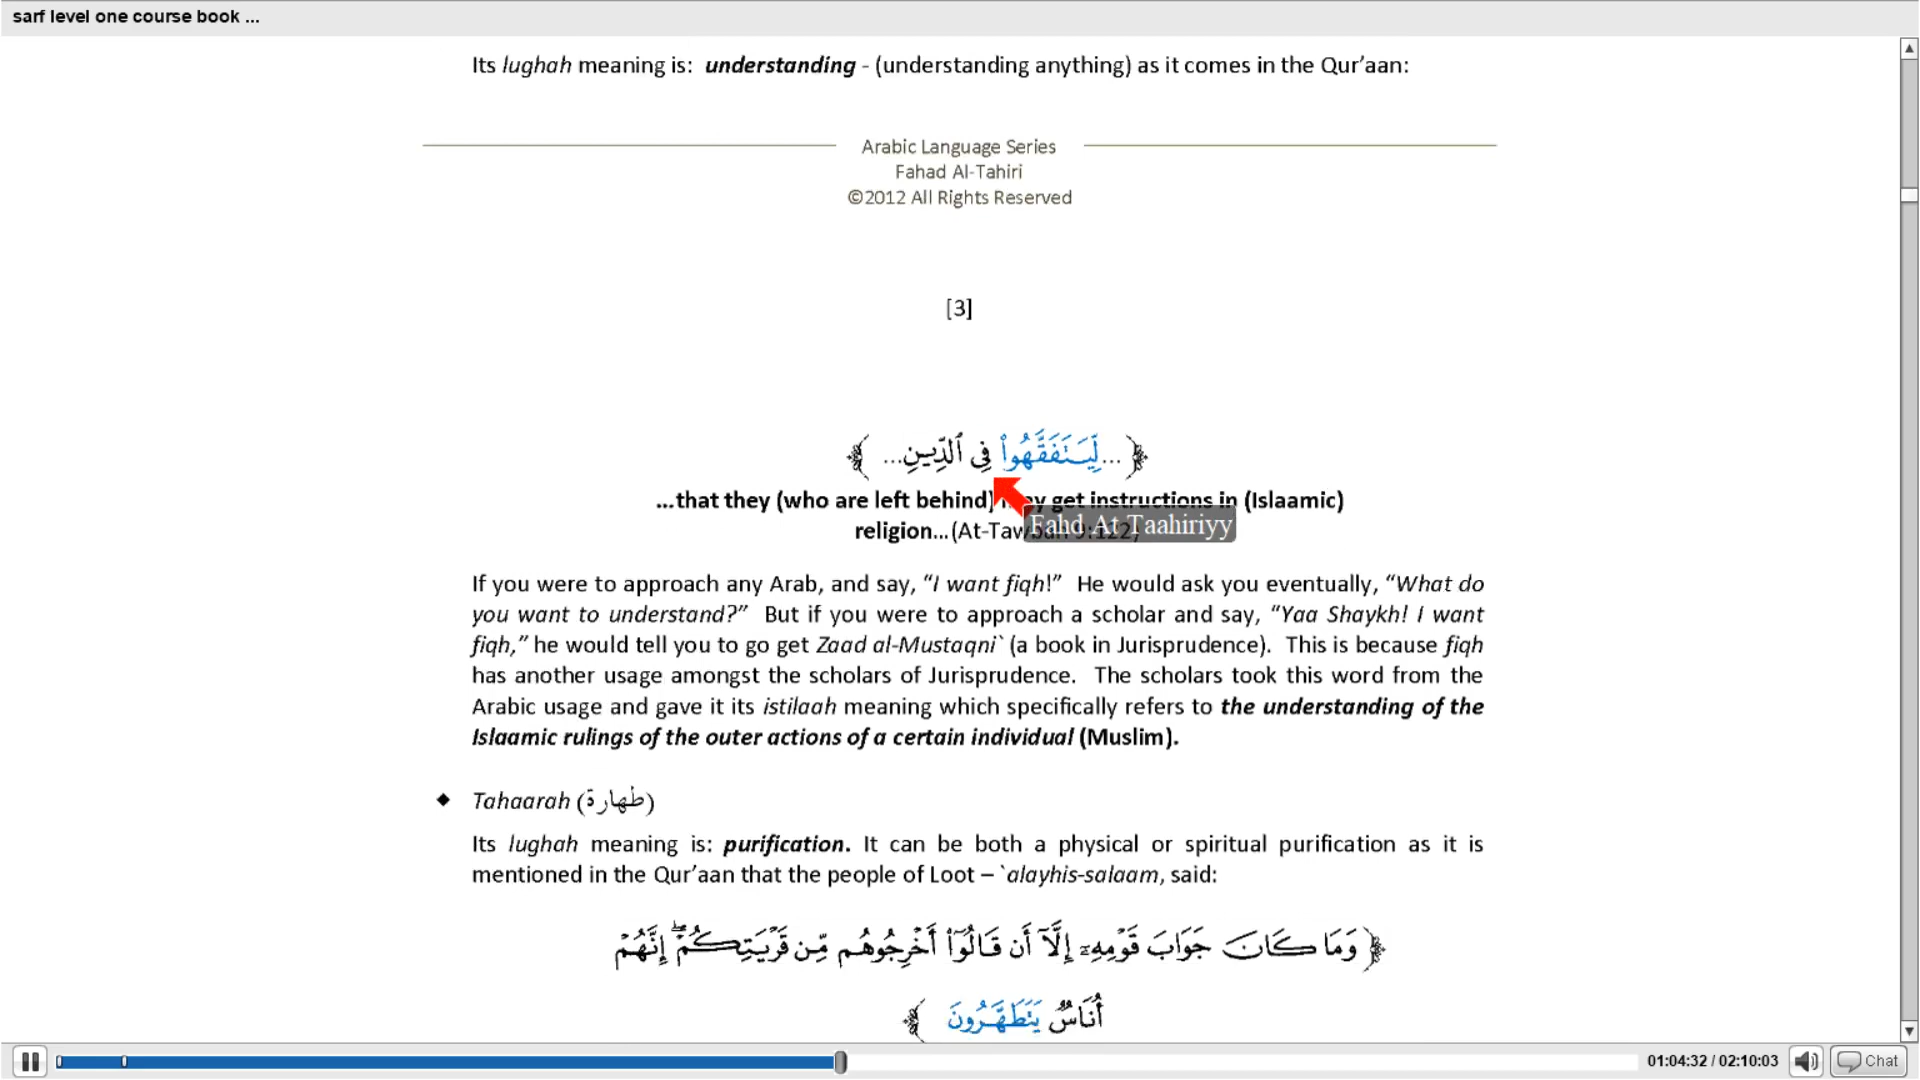 sarf level one course book ...
Its lughah meaning is: understanding - (understanding anything) as it comes in the Qur’aan:
Arabic Language Series
Fahad Al-Tahiri
©2012 All Rights Reserved
[3]
﴿...لِّيَتَفَقَّهُوا۟ فِى ٱلدِّينِ...﴾
...that they (who are left behind) may get instructions in (Islaamic)
religion...(At-Tawbah 9:122)
Fahd At Taahiriyy
If you were to approach any Arab, and say, “I want fiqh!” He would ask you eventually, “What do
you want to understand?” But if you were to approach a scholar and say, “Yaa Shaykh! I want
fiqh,” he would tell you to go get Zaad al-Mustaqni` (a book in Jurisprudence). This is because fiqh
has another usage amongst the scholars of Jurisprudence. The scholars took this word from the
Arabic usage and gave it its istilaah meaning which specifically refers to the understanding of the
Islaamic rulings of the outer actions of a certain individual (Muslim).
◆ Tahaarah (طهارة)
Its lughah meaning is: purification. It can be both a physical or spiritual purification as it is
mentioned in the Qur’aan that the people of Loot – `alayhis-salaam, said:
﴿وَمَا كَانَ جَوَابَ قَوْمِهِۦٓ إِلَّآ أَن قَالُوٓا۟ أَخْرِجُوهُم مِّن قَرْيَتِكُمْ ۖ إِنَّهُمْ
أُنَاسٌ يَتَطَهَّرُونَ ﴾
01:04:32 / 02:10:03
Chat